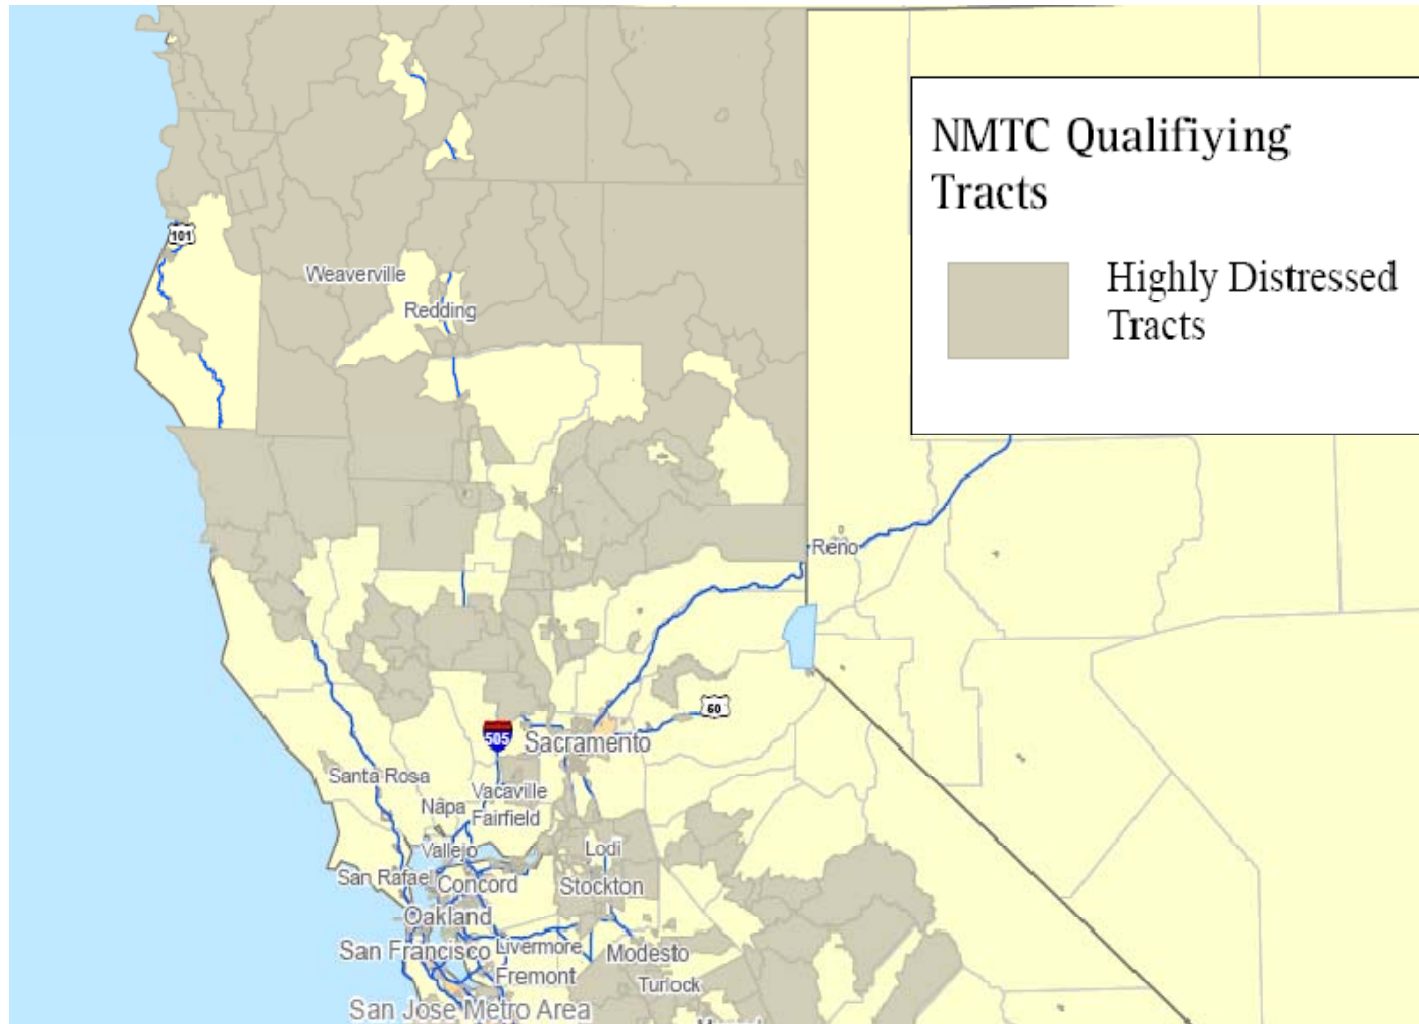 NMTC Qualifiying
Tracts
Highly Distressed
Tracts
101
Weaverville
Redding
Reno
60
505
Sacramento
Santa Rosa
Napa
Vacaville
Fairfield
Vallejo
Lodi
San Rafael
Concord
Stockton
Oakland
San Francisco
Livermore
Modesto
Fremont
Turlock
San Jose Metro Area